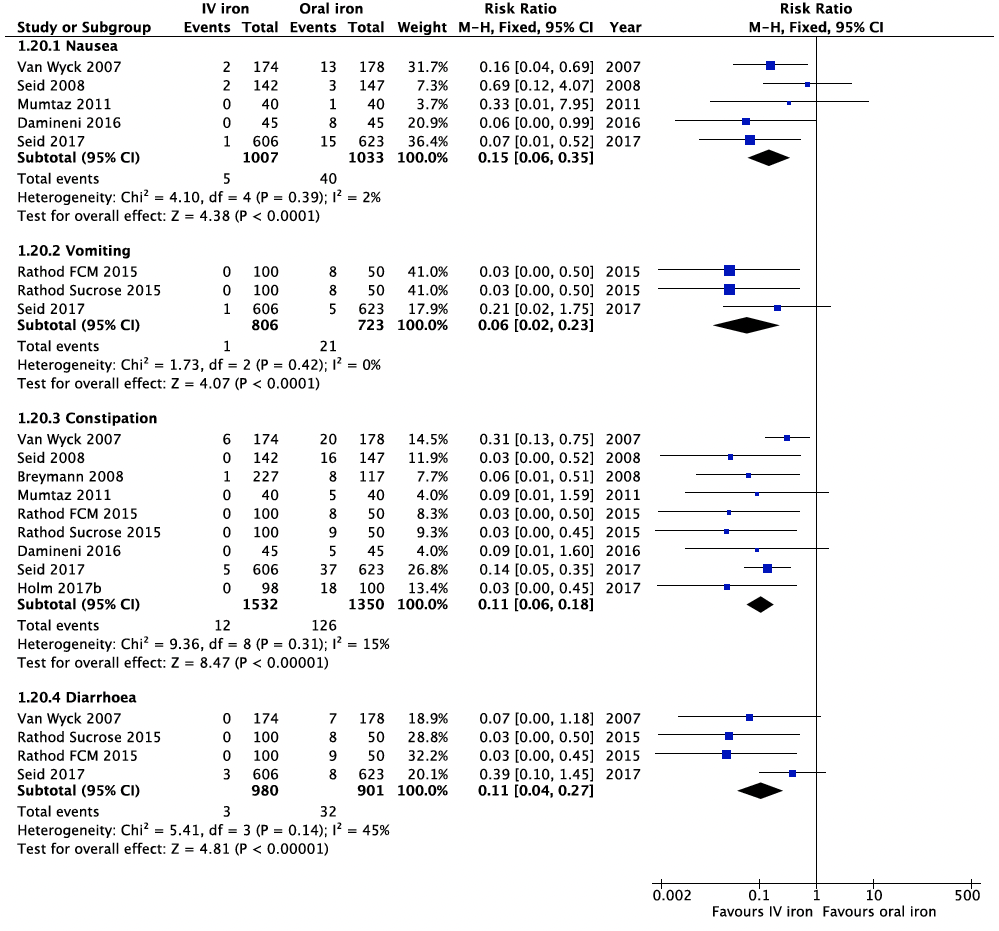 IV iron Oral iron Risk Ratio Risk Ratio
Study or Subgroup Events Total Events Total Weight M-H, Fixed, 95% CI Year M-H, Fixed, 95% CI
1.20.1 Nausea
Van Wyck 2007 2 174 13 178 31.7% 0.16 [0.04, 0.69] 2007
Seid 2008 2 142 3 147 7.3% 0.69 [0.12, 4.07] 2008
Mumtaz 2011 0 40 1 40 3.7% 0.33 [0.01, 7.95] 2011
Damineni 2016 0 45 8 45 20.9% 0.06 [0.00, 0.99] 2016
Seid 2017 1 606 15 623 36.4% 0.07 [0.01, 0.52] 2017
Subtotal (95% CI) 1007 1033 100.0% 0.15 [0.06, 0.35]
Total events 5 40
Heterogeneity: Chi² = 4.10, df = 4 (P = 0.39); I² = 2%
Test for overall effect: Z = 4.38 (P < 0.0001)
1.20.2 Vomiting
Rathod FCM 2015 0 100 8 50 41.0% 0.03 [0.00, 0.50] 2015
Rathod Sucrose 2015 0 100 8 50 41.0% 0.03 [0.00, 0.50] 2015
Seid 2017 1 606 5 623 17.9% 0.21 [0.02, 1.75] 2017
Subtotal (95% CI) 806 723 100.0% 0.06 [0.02, 0.23]
Total events 1 21
Heterogeneity: Chi² = 1.73, df = 2 (P = 0.42); I² = 0%
Test for overall effect: Z = 4.07 (P < 0.0001)
1.20.3 Constipation
Van Wyck 2007 6 174 20 178 14.5% 0.31 [0.13, 0.75] 2007
Seid 2008 0 142 16 147 11.9% 0.03 [0.00, 0.52] 2008
Breymann 2008 1 227 8 117 7.7% 0.06 [0.01, 0.51] 2008
Mumtaz 2011 0 40 5 40 4.0% 0.09 [0.01, 1.59] 2011
Rathod FCM 2015 0 100 8 50 8.3% 0.03 [0.00, 0.50] 2015
Rathod Sucrose 2015 0 100 9 50 9.3% 0.03 [0.00, 0.45] 2015
Damineni 2016 0 45 5 45 4.0% 0.09 [0.01, 1.60] 2016
Seid 2017 5 606 37 623 26.8% 0.14 [0.05, 0.35] 2017
Holm 2017b 0 98 18 100 13.4% 0.03 [0.00, 0.45] 2017
Subtotal (95% CI) 1532 1350 100.0% 0.11 [0.06, 0.18]
Total events 12 126
Heterogeneity: Chi² = 9.36, df = 8 (P = 0.31); I² = 15%
Test for overall effect: Z = 8.47 (P < 0.00001)
1.20.4 Diarrhoea
Van Wyck 2007 0 174 7 178 18.9% 0.07 [0.00, 1.18] 2007
Rathod Sucrose 2015 0 100 8 50 28.8% 0.03 [0.00, 0.50] 2015
Rathod FCM 2015 0 100 9 50 32.2% 0.03 [0.00, 0.45] 2015
Seid 2017 3 606 8 623 20.1% 0.39 [0.10, 1.45] 2017
Subtotal (95% CI) 980 901 100.0% 0.11 [0.04, 0.27]
Total events 3 32
Heterogeneity: Chi² = 5.41, df = 3 (P = 0.14); I² = 45%
Test for overall effect: Z = 4.81 (P < 0.00001)
0.002 0.1 1 10 500
Favours IV iron Favours oral iron